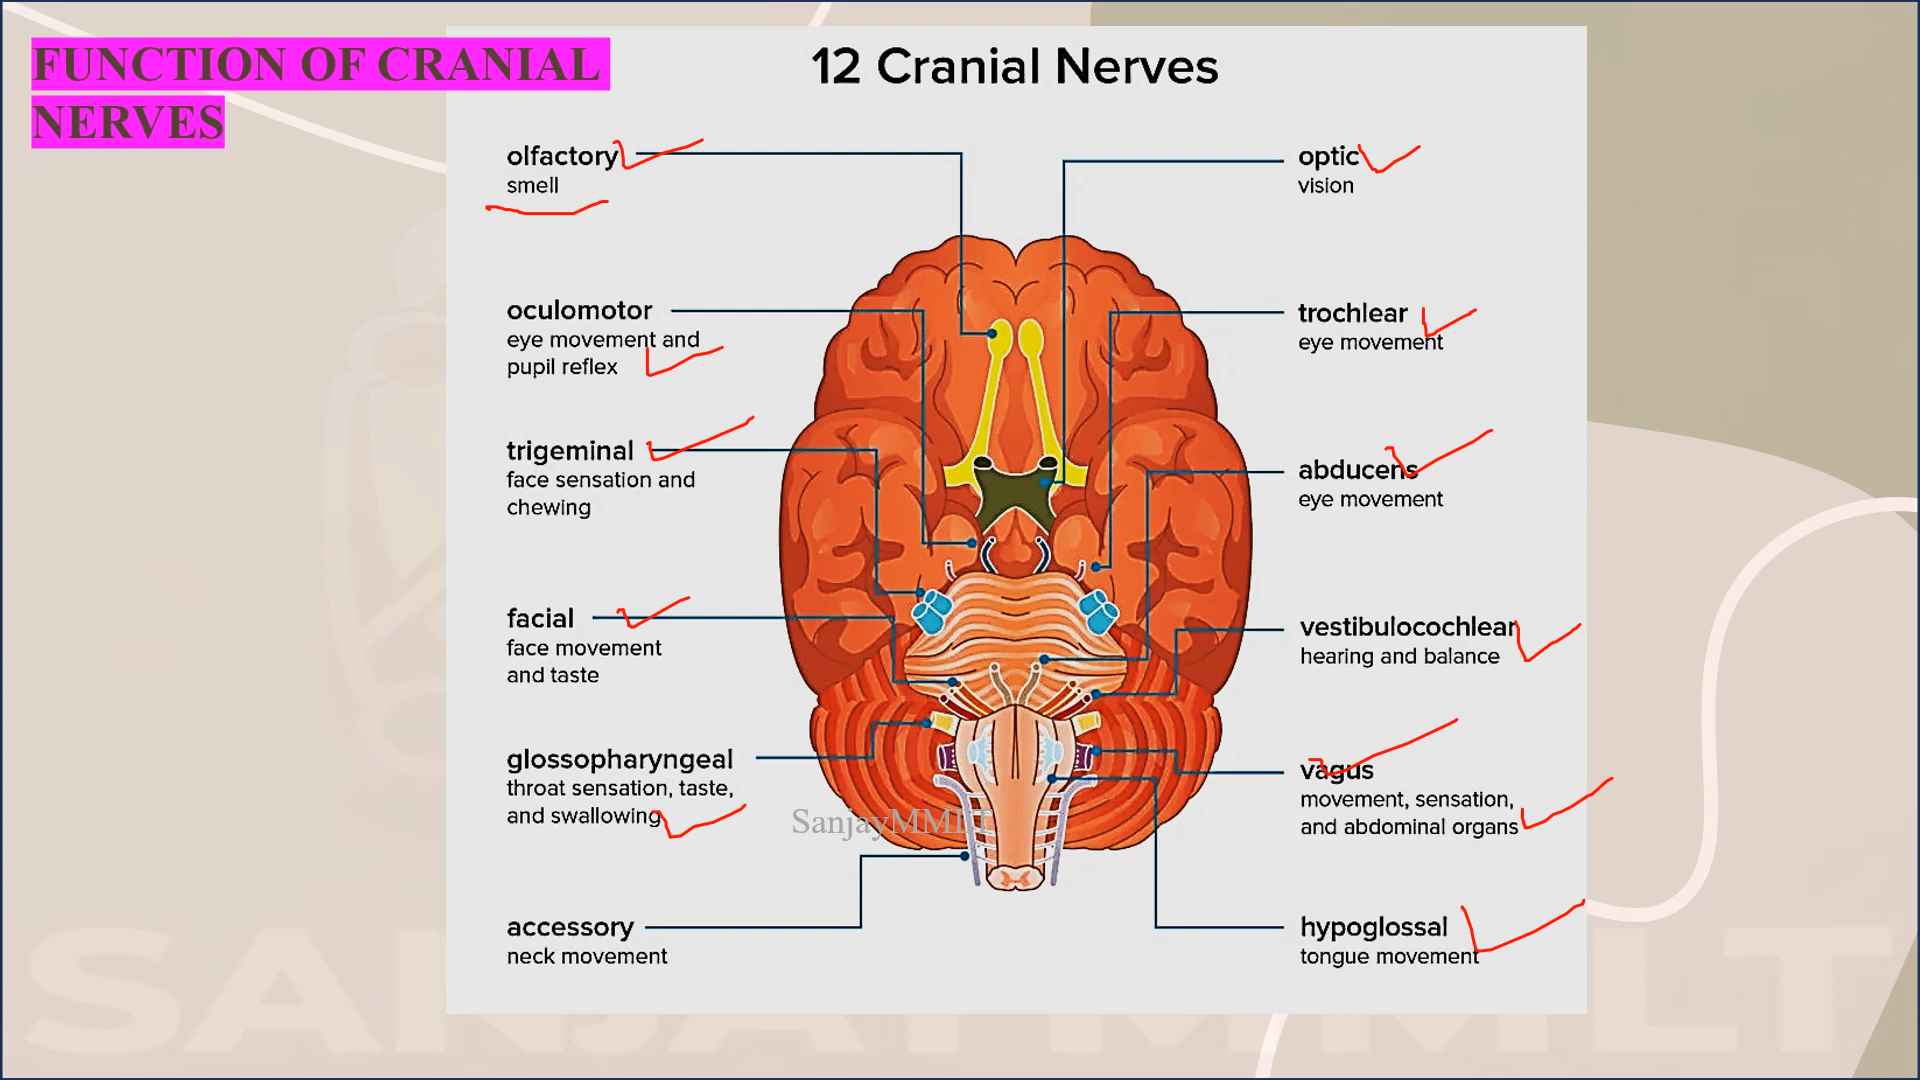 FUNCTION OF CRANIAL
NERVES
12 Cranial Nerves
olfactory
smell
optic
vision
oculomotor
eye movement and
pupil reflex
trochlear
eye movement
trigeminal
face sensation and
chewing
abducens
eye movement
facial
face movement
and taste
vestibulocochlear
hearing and balance
glossopharyngeal
throat sensation, taste,
and swallowing
vagus
movement, sensation,
and abdominal organs
SanjayMMLT
accessory
neck movement
hypoglossal
tongue movement
SANJAY MMLT